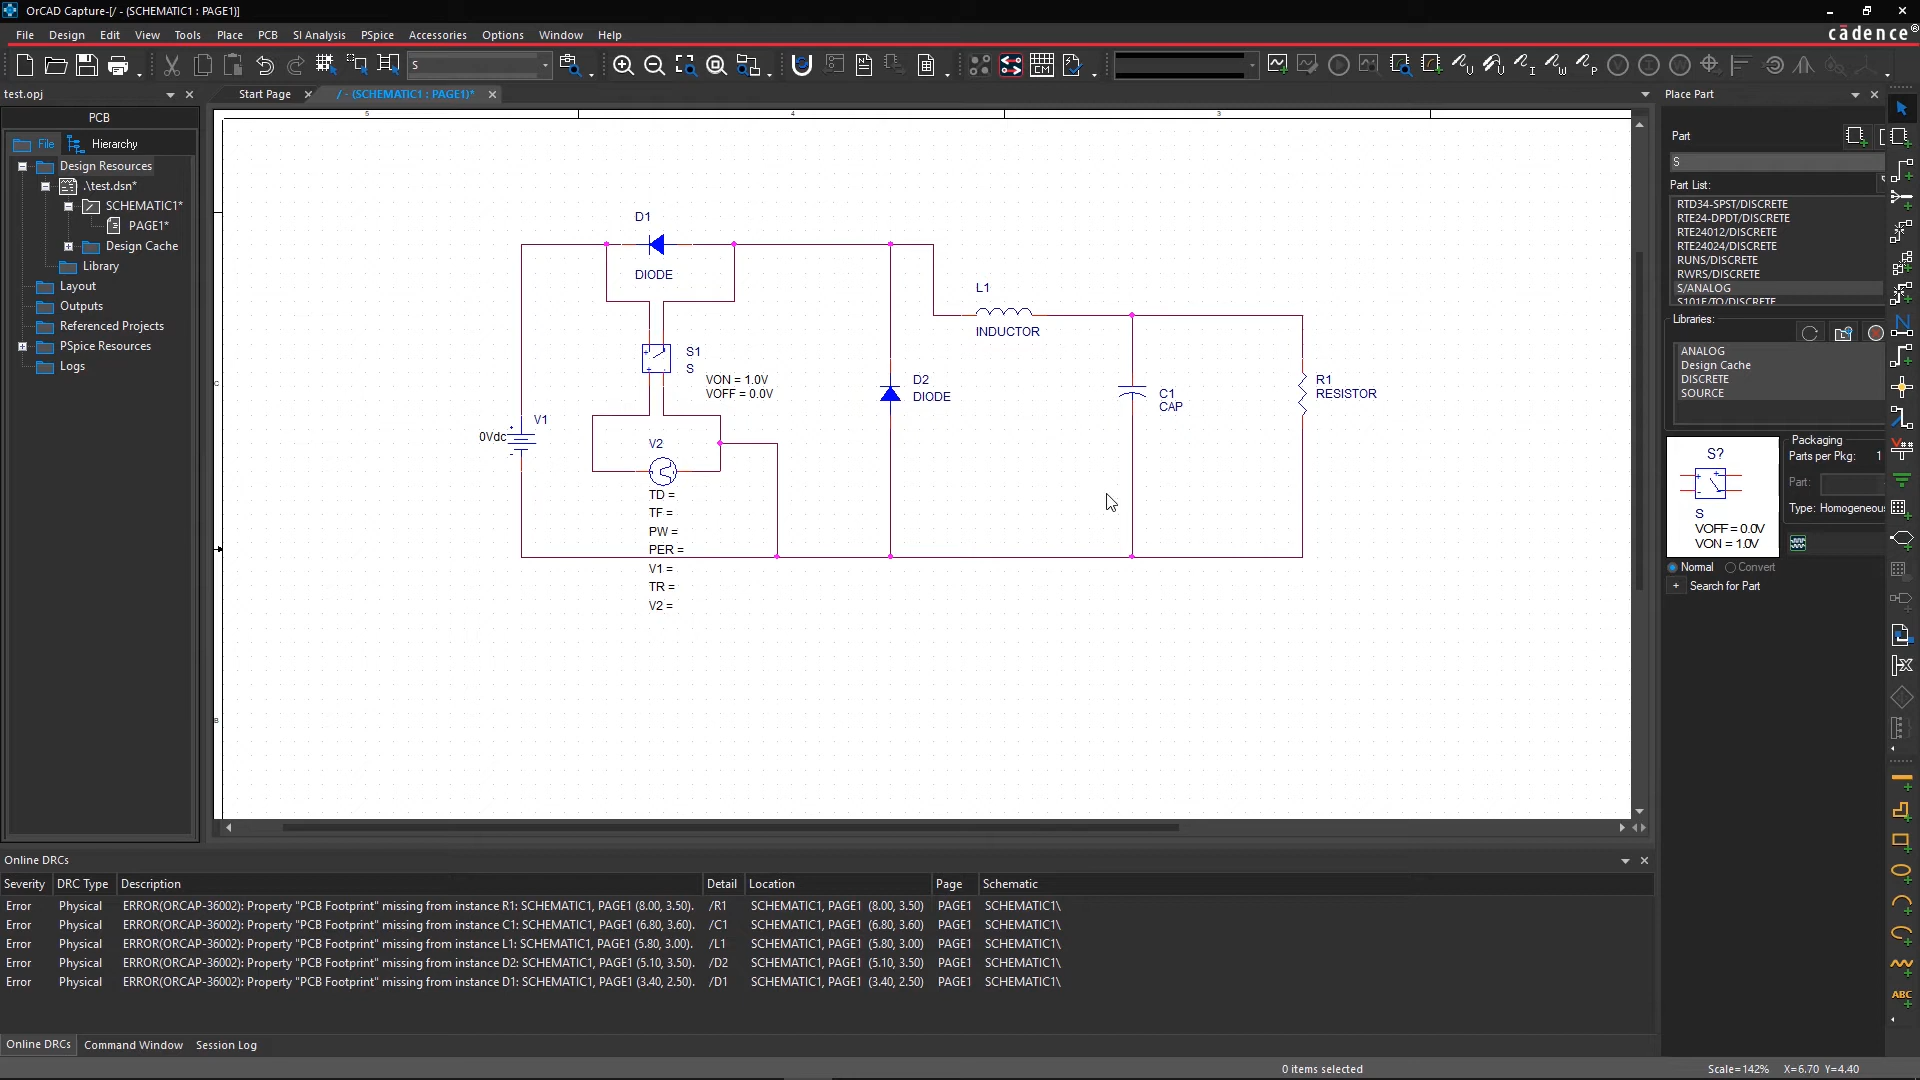 OrCAD Capture-[/ - (SCHEMATIC1 : PAGE1)]
File Design Edit View Tools Place PCB SI Analysis PSpice Accessories Options Window Help
cādence®
S
test.opj
Start Page
/ - (SCHEMATIC1 : PAGE1)*
Place Part
PCB
File Hierarchy
Design Resources
.\test.dsn*
SCHEMATIC1*
PAGE1*
Design Cache
Library
Layout
Outputs
Referenced Projects
PSpice Resources
Logs
5 4 3
C
B
D1
DIODE
S1
S
VON = 1.0V
VOFF = 0.0V
V1
0Vdc
+
-
V2
TD =
TF =
PW =
PER =
V1 =
TR =
V2 =
D2
DIODE
L1
INDUCTOR
C1
CAP
R1
RESISTOR
Part
S
Part List:
RTD34-SPST/DISCRETE
RTE24-DPDT/DISCRETE
RTE24012/DISCRETE
RTE24024/DISCRETE
RUNS/DISCRETE
RWRS/DISCRETE
S/ANALOG
S101F/TO/DISCRETE
Libraries:
ANALOG
Design Cache
DISCRETE
SOURCE
S?
S
VOFF = 0.0V
VON = 1.0V
Packaging
Parts per Pkg: 1
Part:
Type: Homogeneous
Normal Convert
+ Search for Part
ABC
Online DRCs
Severity DRC Type Description Detail Location Page Schematic
Error Physical ERROR(ORCAP-36002): Property "PCB Footprint" missing from instance R1: SCHEMATIC1, PAGE1 (8.00, 3.50). /R1 SCHEMATIC1, PAGE1 (8.00, 3.50) PAGE1 SCHEMATIC1\
Error Physical ERROR(ORCAP-36002): Property "PCB Footprint" missing from instance C1: SCHEMATIC1, PAGE1 (6.80, 3.60). /C1 SCHEMATIC1, PAGE1 (6.80, 3.60) PAGE1 SCHEMATIC1\
Error Physical ERROR(ORCAP-36002): Property "PCB Footprint" missing from instance L1: SCHEMATIC1, PAGE1 (5.80, 3.00). /L1 SCHEMATIC1, PAGE1 (5.80, 3.00) PAGE1 SCHEMATIC1\
Error Physical ERROR(ORCAP-36002): Property "PCB Footprint" missing from instance D2: SCHEMATIC1, PAGE1 (5.10, 3.50). /D2 SCHEMATIC1, PAGE1 (5.10, 3.50) PAGE1 SCHEMATIC1\
Error Physical ERROR(ORCAP-36002): Property "PCB Footprint" missing from instance D1: SCHEMATIC1, PAGE1 (3.40, 2.50). /D1 SCHEMATIC1, PAGE1 (3.40, 2.50) PAGE1 SCHEMATIC1\
Online DRCs Command Window Session Log
0 items selected Scale=142% X=6.70 Y=4.40